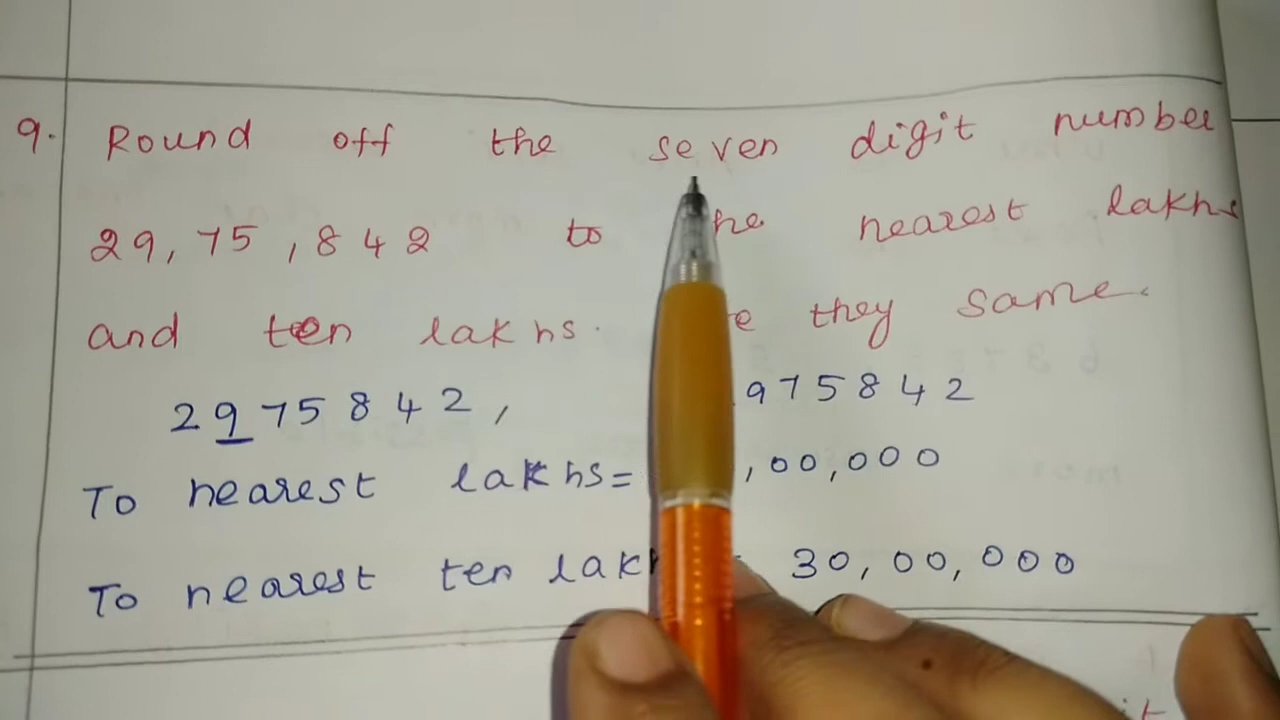 9. Round off the seven digit number
29,75,842 to he nearest lakhs
and ten lakhs. e they same.
2975842, 975842
To nearest lakhs= ,00,000
To nearest ten lak 30,00,000